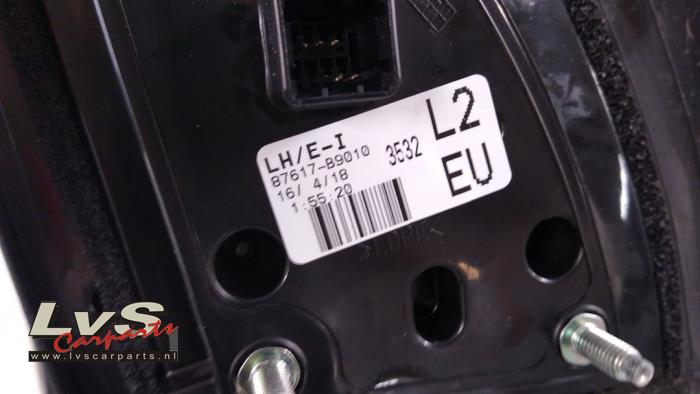 LH/E-I
87617-B9010 3532
16/ 4/18
1:55:20
L2
EU
LvS
Carparts
www.lvscarparts.nl